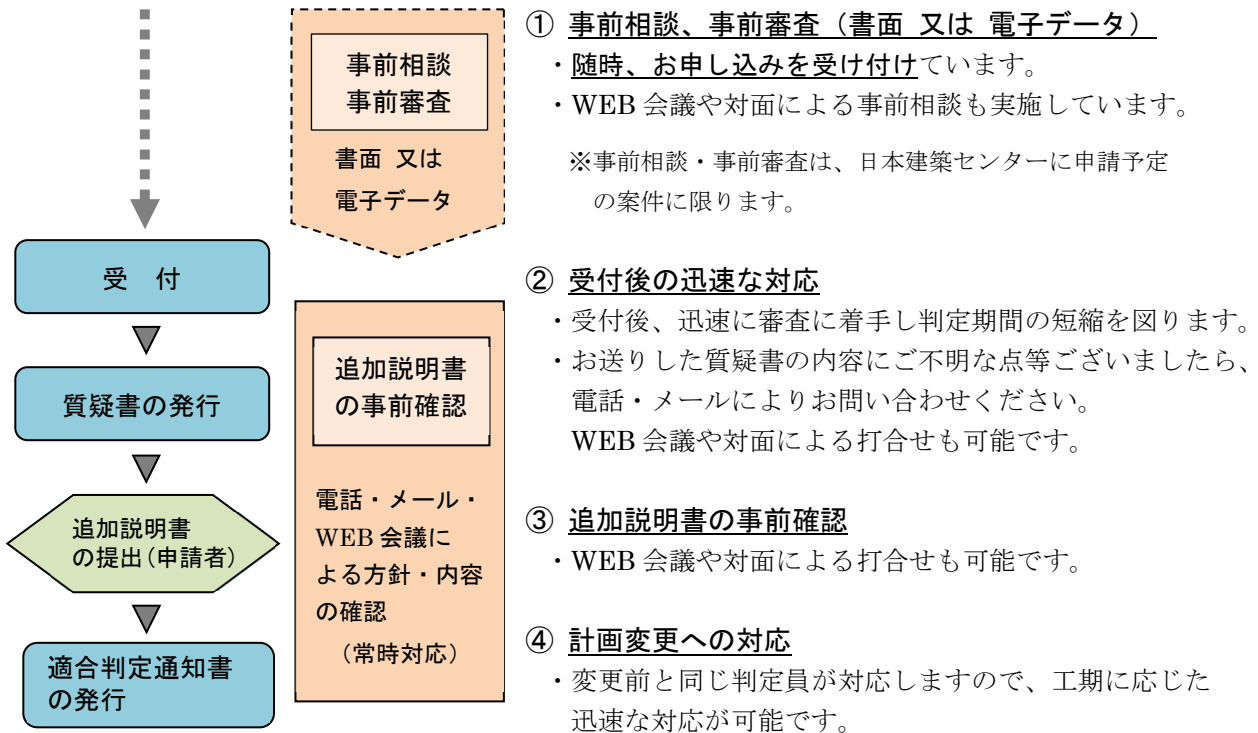 事前相談
事前審査
書面 又は
電子データ
受 付
質疑書の発行
追加説明書
の提出(申請者)
適合判定通知書
の発行
追加説明書
の事前確認
電話・メール・
WEB 会議に
よる方針・内容
の確認
(常時対応)
① 事前相談、事前審査(書面 又は 電子データ)
・随時、お申し込みを受け付けています。
・WEB 会議や対面による事前相談も実施しています。
※事前相談・事前審査は、日本建築センターに申請予定
の案件に限ります。
② 受付後の迅速な対応
・受付後、迅速に審査に着手し判定期間の短縮を図ります。
・お送りした質疑書の内容にご不明な点等ございましたら、
電話・メールによりお問い合わせください。
WEB 会議や対面による打合せも可能です。
③ 追加説明書の事前確認
・WEB 会議や対面による打合せも可能です。
④ 計画変更への対応
・変更前と同じ判定員が対応しますので、工期に応じた
迅速な対応が可能です。